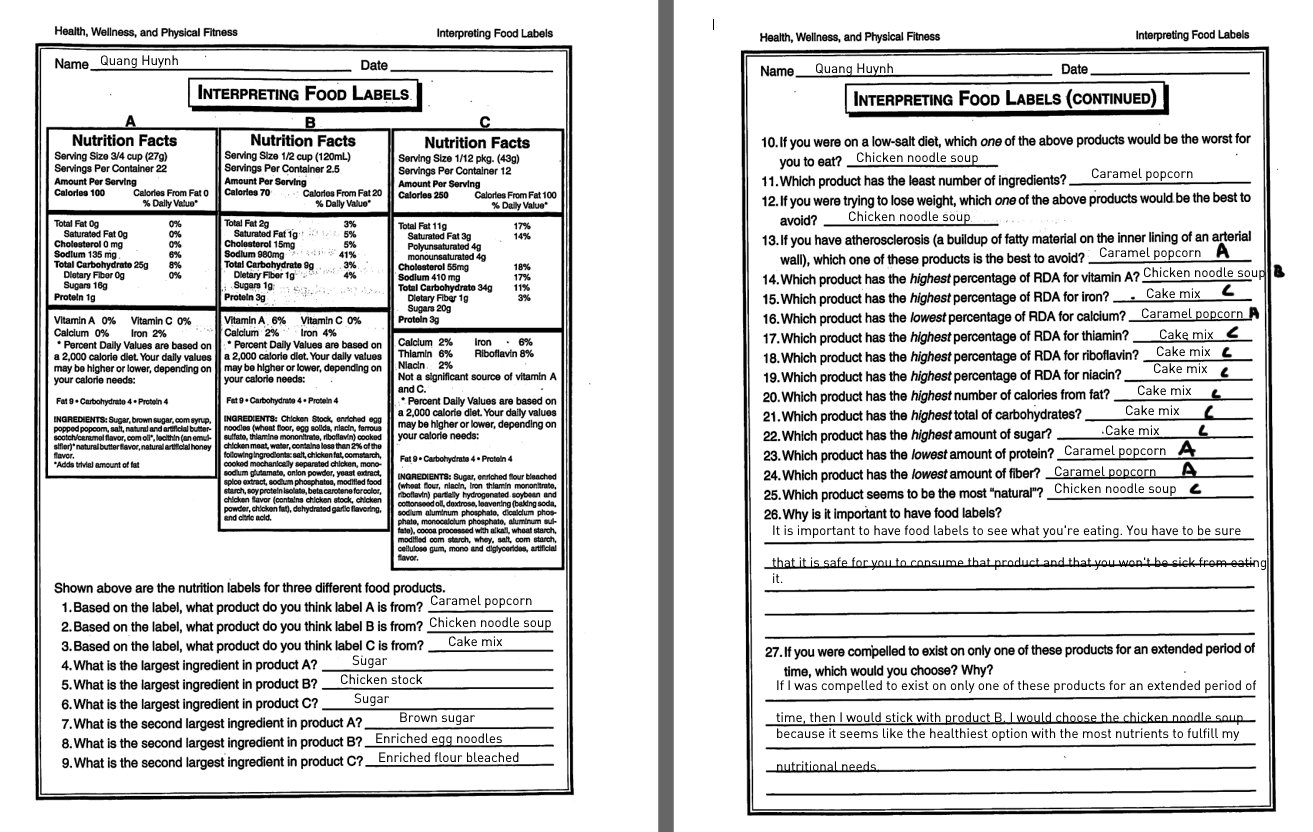 Health, Wellness, and Physical Fitness
Interpreting Food Labels
Name Quang Huynh Date
INTERPRETING FOOD LABELS
A
Nutrition Facts
Serving Size 3/4 cup (27g)
Servings Per Container 22
Amount Per Serving
Calories 100 Calories From Fat 0
% Daily Value*
Total Fat 0g 0%
Saturated Fat 0g 0%
Cholesterol 0 mg 0%
Sodium 135 mg 6%
Total Carbohydrate 25g 8%
Dietary Fiber 0g 0%
Sugars 16g
Protein 1g
Vitamin A 0% Vitamin C 0%
Calcium 0% Iron 2%
* Percent Daily Values are based on
a 2,000 calorie diet. Your daily values
may be higher or lower, depending on
your calorie needs:
Fat 9 • Carbohydrate 4 • Protein 4
INGREDIENTS: Sugar, brown sugar, corn syrup,
popped popcorn, salt, natural and artificial butter-
scotch/caramel flavor, corn oil*, lecithin (an emul-
sifier)* natural butter flavor, natural artificial honey
flavor.
*Adds trivial amount of fat
B
Nutrition Facts
Serving Size 1/2 cup (120mL)
Servings Per Container 2.5
Amount Per Serving
Calories 70 Calories From Fat 20
% Daily Value*
Total Fat 2g 3%
Saturated Fat 1g 5%
Cholesterol 15mg 5%
Sodium 980mg 41%
Total Carbohydrate 9g 3%
Dietary Fiber 1g 4%
Sugars 1g
Protein 3g
Vitamin A 6% Vitamin C 0%
Calcium 2% Iron 4%
* Percent Daily Values are based on
a 2,000 calorie diet. Your daily values
may be higher or lower, depending on
your calorie needs:
Fat 9 • Carbohydrate 4 • Protein 4
INGREDIENTS: Chicken Stock, enriched egg
noodles (wheat flour, egg solids, niacin, ferrous
sulfate, thiamine mononitrate, riboflavin) cooked
chicken meat, water, contains less than 2% of the
following ingredients: salt, chicken fat, cornstarch,
cooked mechanically separated chicken, mono-
sodium glutamate, onion powder, yeast extract,
spice extract, sodium phosphates, modified food
starch, soy protein isolate, beta carotene for color,
chicken flavor (contains chicken stock, chicken
powder, chicken fat), dehydrated garlic flavoring,
and citric acid.
C
Nutrition Facts
Serving Size 1/12 pkg. (43g)
Servings Per Container 12
Amount Per Serving
Calories 250 Calories From Fat 100
% Daily Value*
Total Fat 11g 17%
Saturated Fat 3g 14%
Polyunsaturated 4g
monounsaturated 4g
Cholesterol 55mg 18%
Sodium 410 mg 17%
Total Carbohydrate 34g 11%
Dietary Fiber 1g 3%
Sugars 20g
Protein 3g
Calcium 2% Iron 6%
Thiamin 6% Riboflavin 8%
Niacin 2%
Not a significant source of vitamin A
and C.
* Percent Daily Values are based on
a 2,000 calorie diet. Your daily values
may be higher or lower, depending on
your calorie needs:
Fat 9 • Carbohydrate 4 • Protein 4
INGREDIENTS: Sugar, enriched flour bleached
(wheat flour, niacin, iron thiamin mononitrate,
riboflavin) partially hydrogenated soybean and
cottonseed oil, dextrose, leavening (baking soda,
sodium aluminum phosphate, dicalcium phos-
phate, monocalcium phosphate, aluminum sul-
fate), cocoa processed with alkali, wheat starch,
modified corn starch, whey, salt, corn starch,
cellulose gum, mono and diglycerides, artificial
flavor.
Shown above are the nutrition labels for three different food products.
1. Based on the label, what product do you think label A is from? Caramel popcorn
2. Based on the label, what product do you think label B is from? Chicken noodle soup
3. Based on the label, what product do you think label C is from? Cake mix
4. What is the largest ingredient in product A? Sugar
5. What is the largest ingredient in product B? Chicken stock
6. What is the largest ingredient in product C? Sugar
7. What is the second largest ingredient in product A? Brown sugar
8. What is the second largest ingredient in product B? Enriched egg noodles
9. What is the second largest ingredient in product C? Enriched flour bleached
Health, Wellness, and Physical Fitness
Interpreting Food Labels
Name Quang Huynh Date
INTERPRETING FOOD LABELS (CONTINUED)
10. If you were on a low-salt diet, which one of the above products would be the worst for
you to eat? Chicken noodle soup
11. Which product has the least number of ingredients? Caramel popcorn
12. If you were trying to lose weight, which one of the above products would be the best to
avoid? Chicken noodle soup
13. If you have atherosclerosis (a buildup of fatty material on the inner lining of an arterial
wall), which one of these products is the best to avoid? Caramel popcorn A
14. Which product has the highest percentage of RDA for vitamin A? Chicken noodle soup B
15. Which product has the highest percentage of RDA for iron? Cake mix C
16. Which product has the lowest percentage of RDA for calcium? Caramel popcorn A
17. Which product has the highest percentage of RDA for thiamin? Cake mix C
18. Which product has the highest percentage of RDA for riboflavin? Cake mix C
19. Which product has the highest percentage of RDA for niacin? Cake mix C
20. Which product has the highest number of calories from fat? Cake mix C
21. Which product has the highest total of carbohydrates? Cake mix C
22. Which product has the highest amount of sugar? Cake mix C
23. Which product has the lowest amount of protein? Caramel popcorn A
24. Which product has the lowest amount of fiber? Caramel popcorn A
25. Which product seems to be the most "natural"? Chicken noodle soup C
26. Why is it important to have food labels?
It is important to have food labels to see what you're eating. You have to be sure
that it is safe for you to consume that product and that you won't be sick from eating
it.
27. If you were compelled to exist on only one of these products for an extended period of
time, which would you choose? Why?
If I was compelled to exist on only one of these products for an extended period of
time, then I would stick with product B. I would choose the chicken noodle soup
because it seems like the healthiest option with the most nutrients to fulfill my
nutritional needs.